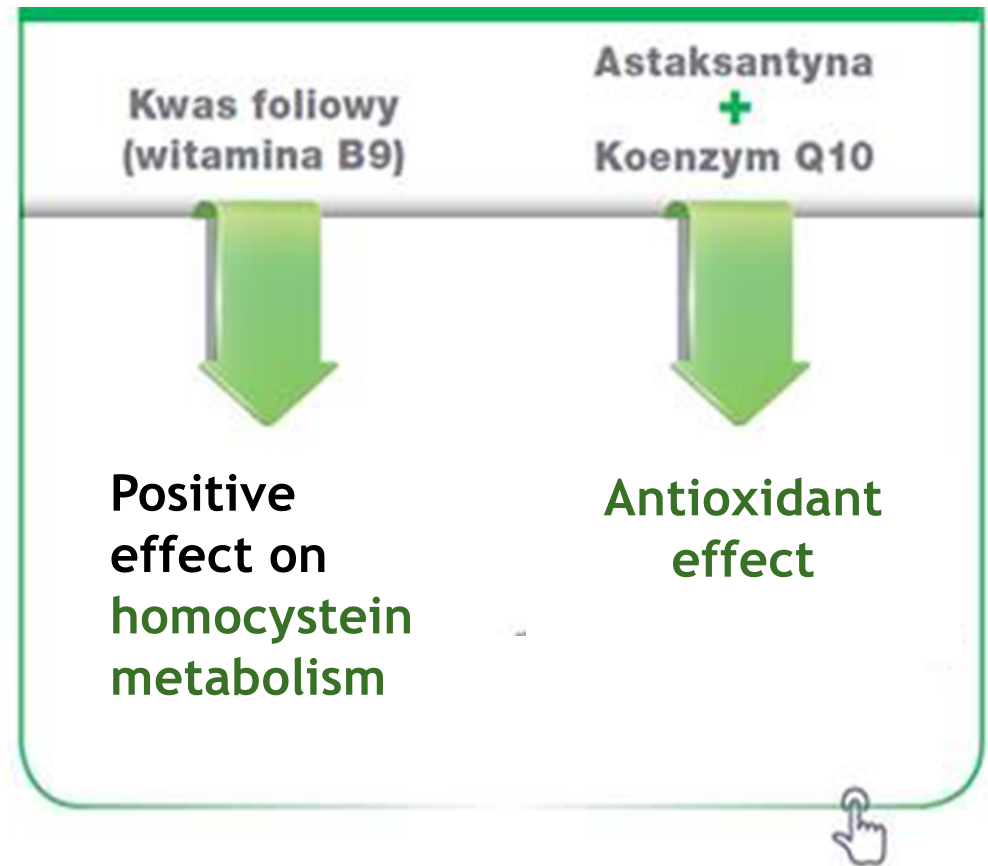 Kwas foliowy
(witamina B9)
Astaksantyna
+
Koenzym Q10
Positive
effect on
homocystein
metabolism
Antioxidant
effect